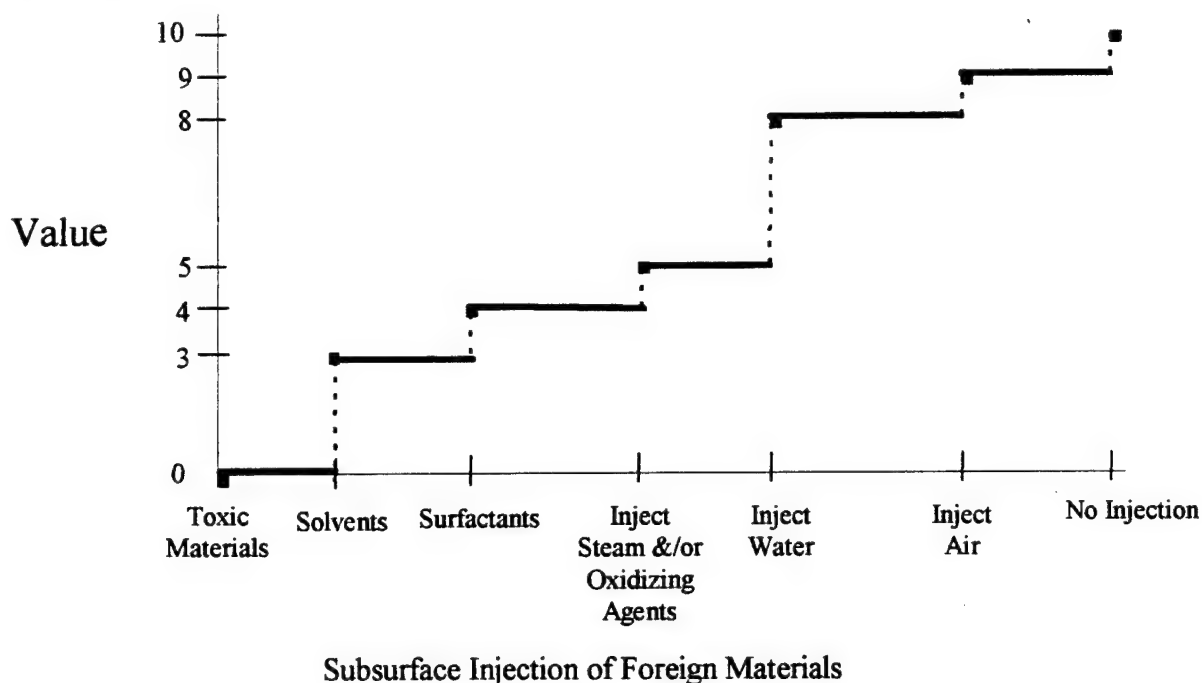 10
9
8
Value
5
4
3
0
Toxic
Materials
Solvents
Surfactants
Inject
Steam &/or
Oxidizing
Agents
Inject
Water
Inject
Air
No Injection
Subsurface Injection of Foreign Materials